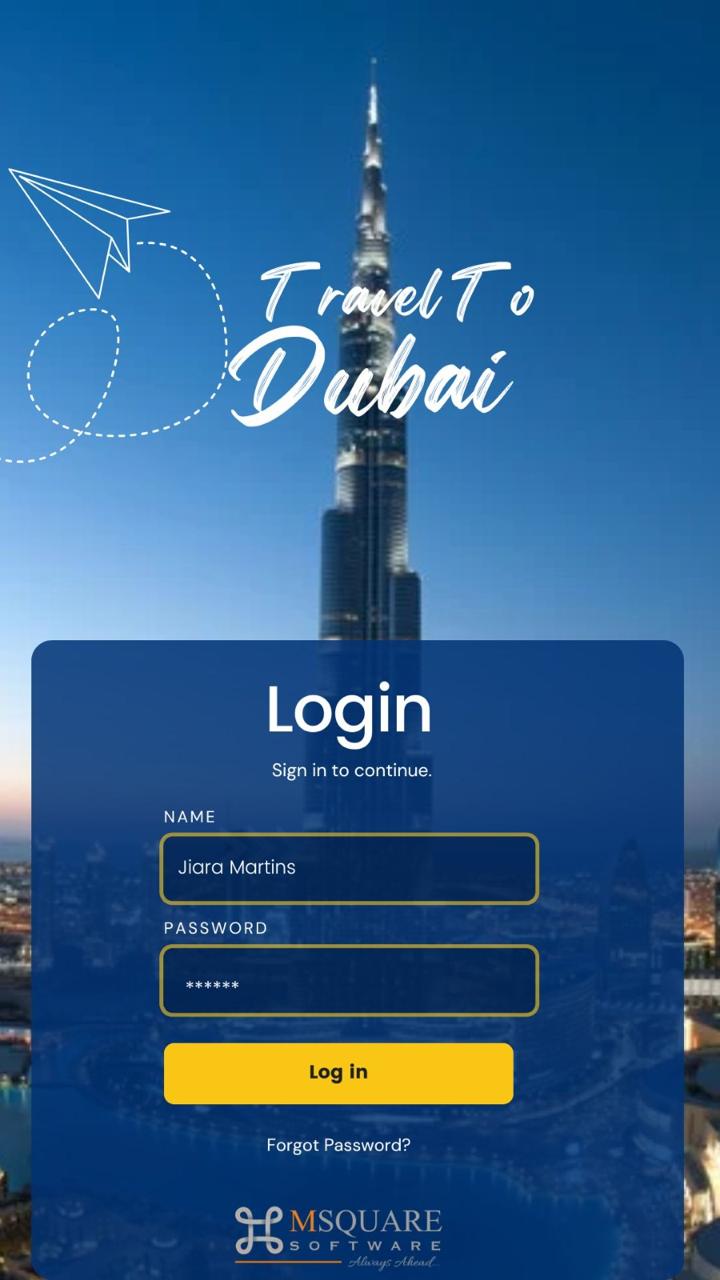 Travel To
Dubai
Login
Sign in to continue.
NAME
Jiara Martins
PASSWORD
******
Log in
Forgot Password?
MSQUARE
SOFTWARE
Always Ahead...